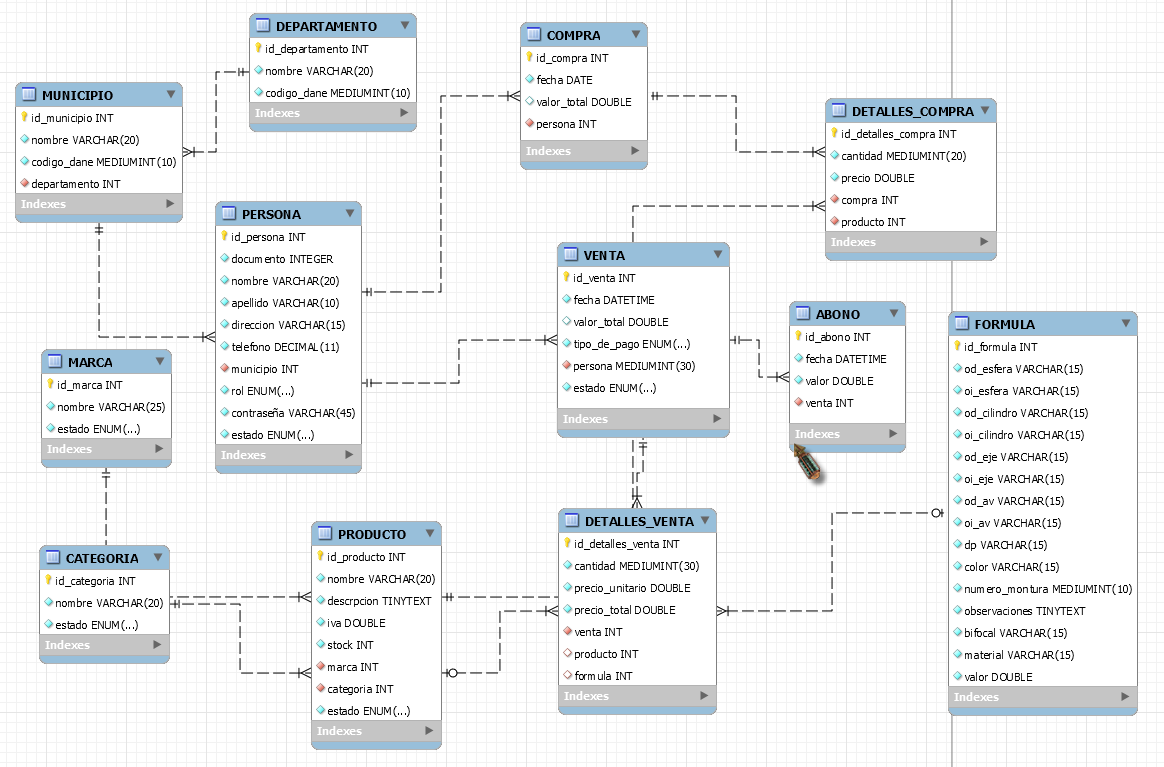 DEPARTAMENTO
id_departamento INT
nombre VARCHAR(20)
codigo_dane MEDIUMINT(10)
Indexes
COMPRA
id_compra INT
fecha DATE
valor_total DOUBLE
persona INT
Indexes
MUNICIPIO
id_municipio INT
nombre VARCHAR(20)
codigo_dane MEDIUMINT(10)
departamento INT
Indexes
DETALLES_COMPRA
id_detalles_compra INT
cantidad MEDIUMINT(20)
precio DOUBLE
compra INT
producto INT
Indexes
PERSONA
id_persona INT
documento INTEGER
nombre VARCHAR(20)
apellido VARCHAR(10)
direccion VARCHAR(15)
telefono DECIMAL(11)
municipio INT
rol ENUM(...)
contraseña VARCHAR(45)
estado ENUM(...)
Indexes
VENTA
id_venta INT
fecha DATETIME
valor_total DOUBLE
tipo_de_pago ENUM(...)
persona MEDIUMINT(30)
estado ENUM(...)
Indexes
ABONO
id_abono INT
fecha DATETIME
valor DOUBLE
venta INT
Indexes
FORMULA
id_formula INT
od_esfera VARCHAR(15)
oi_esfera VARCHAR(15)
od_cilindro VARCHAR(15)
oi_cilindro VARCHAR(15)
od_eje VARCHAR(15)
oi_eje VARCHAR(15)
od_av VARCHAR(15)
oi_av VARCHAR(15)
dp VARCHAR(15)
color VARCHAR(15)
numero_montura MEDIUMINT(10)
observaciones TINYTEXT
bifocal VARCHAR(15)
material VARCHAR(15)
valor DOUBLE
Indexes
MARCA
id_marca INT
nombre VARCHAR(25)
estado ENUM(...)
Indexes
CATEGORIA
id_categoria INT
nombre VARCHAR(20)
estado ENUM(...)
Indexes
PRODUCTO
id_producto INT
nombre VARCHAR(20)
descrpcion TINYTEXT
iva DOUBLE
stock INT
marca INT
categoria INT
estado ENUM(...)
Indexes
DETALLES_VENTA
id_detalles_venta INT
cantidad MEDIUMINT(30)
precio_unitario DOUBLE
precio_total DOUBLE
venta INT
producto INT
formula INT
Indexes